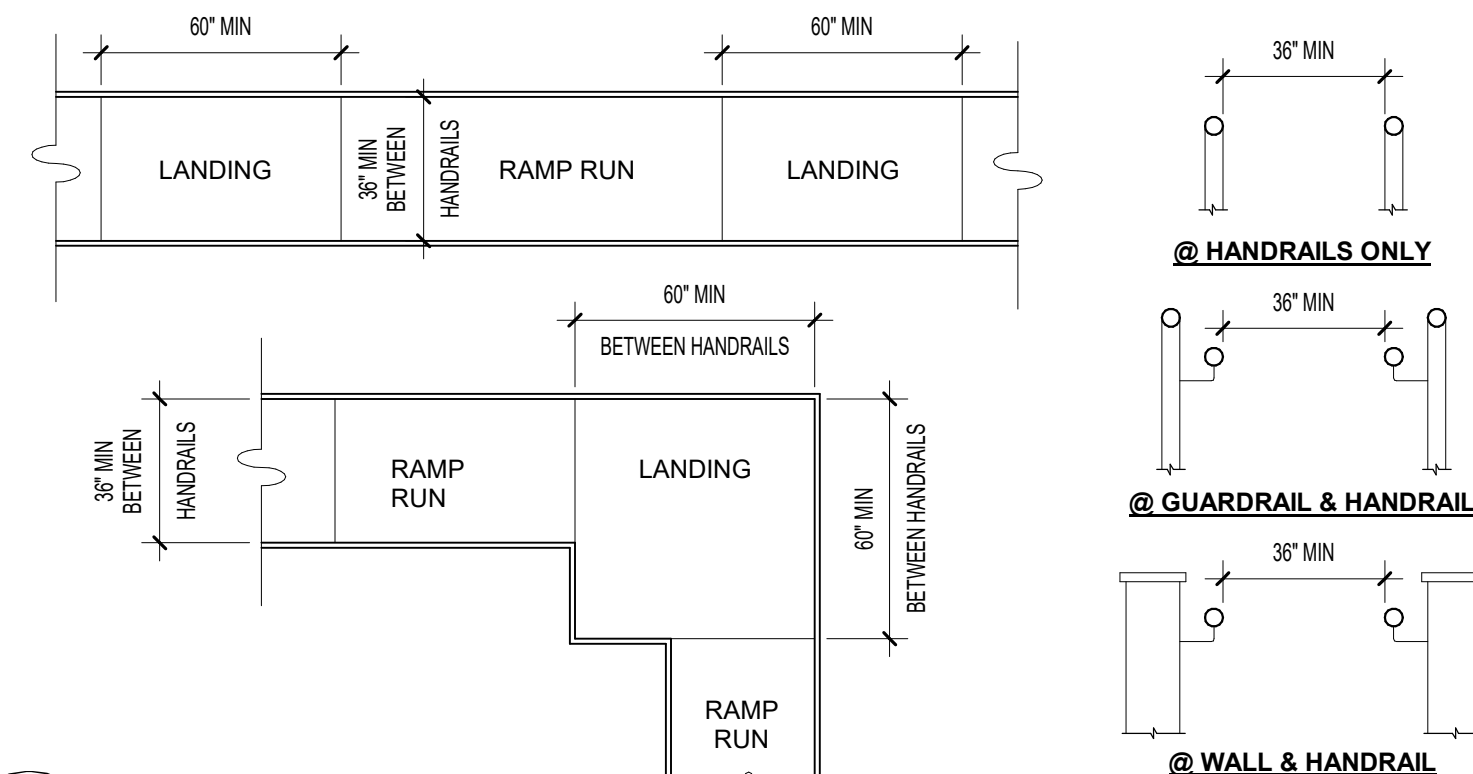 60" MIN
60" MIN
LANDING
36" MIN
BETWEEN
HANDRAILS
RAMP RUN
LANDING
60" MIN
BETWEEN HANDRAILS
36" MIN
BETWEEN
HANDRAILS
RAMP
RUN
LANDING
60" MIN
BETWEEN HANDRAILS
RAMP
RUN
36" MIN
@ HANDRAILS ONLY
36" MIN
@ GUARDRAIL & HANDRAIL
36" MIN
@ WALL & HANDRAIL